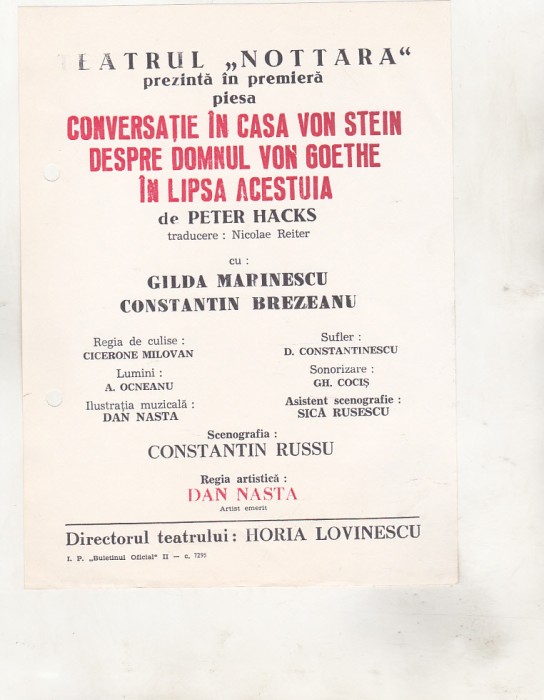 TEATRUL „NOTTARA“
prezintă în premieră
piesa
CONVERSAȚIE ÎN CASA VON STEIN
DESPRE DOMNUL VON GOETHE
ÎN LIPSA ACESTUIA
de PETER HACKS
traducere : Nicolae Reiter
cu :
GILDA MARINESCU
CONSTANTIN BREZEANU
Regia de culise :
CICERONE MILOVAN
Lumini :
A. OCNEANU
Ilustrația muzicală :
DAN NASTA
Sufler :
D. CONSTANTINESCU
Sonorizare :
GH. COCIȘ
Asistent scenografie :
SICĂ RUSESCU
Scenografia :
CONSTANTIN RUSSU
Regia artistică :
DAN NASTA
Artist emerit
Directorul teatrului : HORIA LOVINESCU
I. P. „Buletinul Oficial“ II — c. 7295